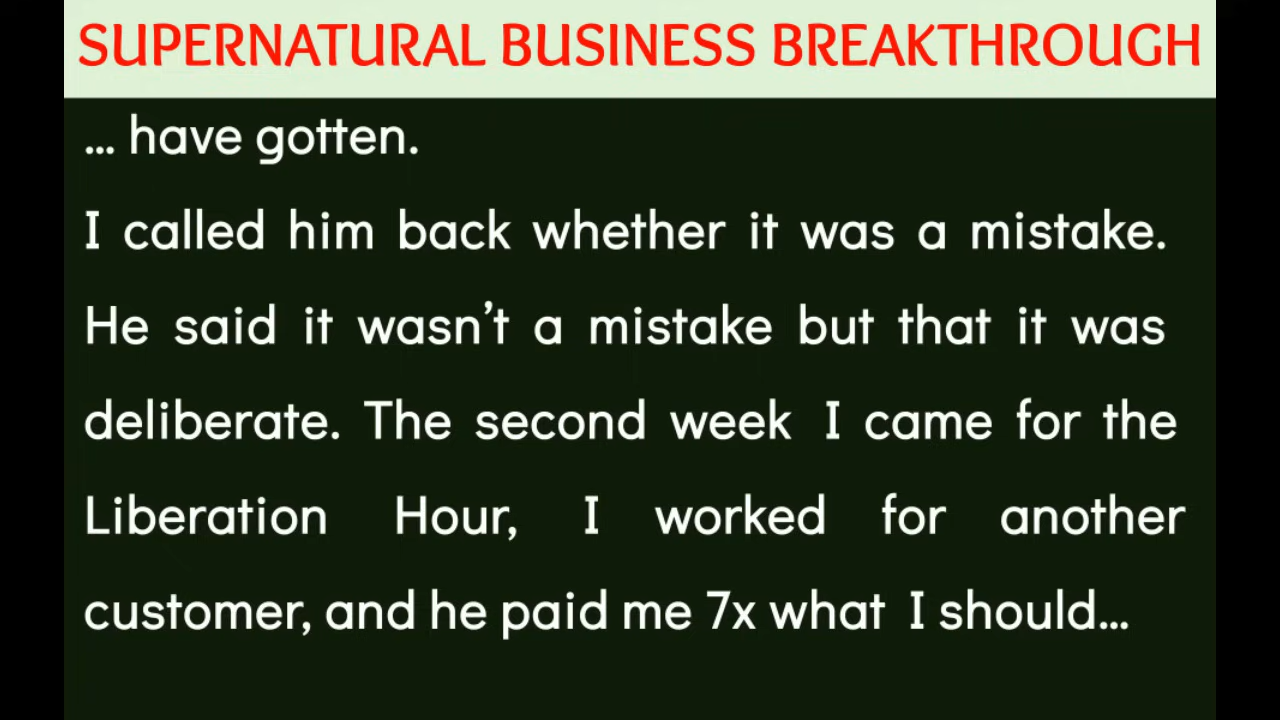 SUPERNATURAL BUSINESS BREAKTHROUGH
... have gotten.
I called him back whether it was a mistake.
He said it wasn’t a mistake but that it was
deliberate. The second week I came for the
Liberation Hour, I worked for another
customer, and he paid me 7x what I should...